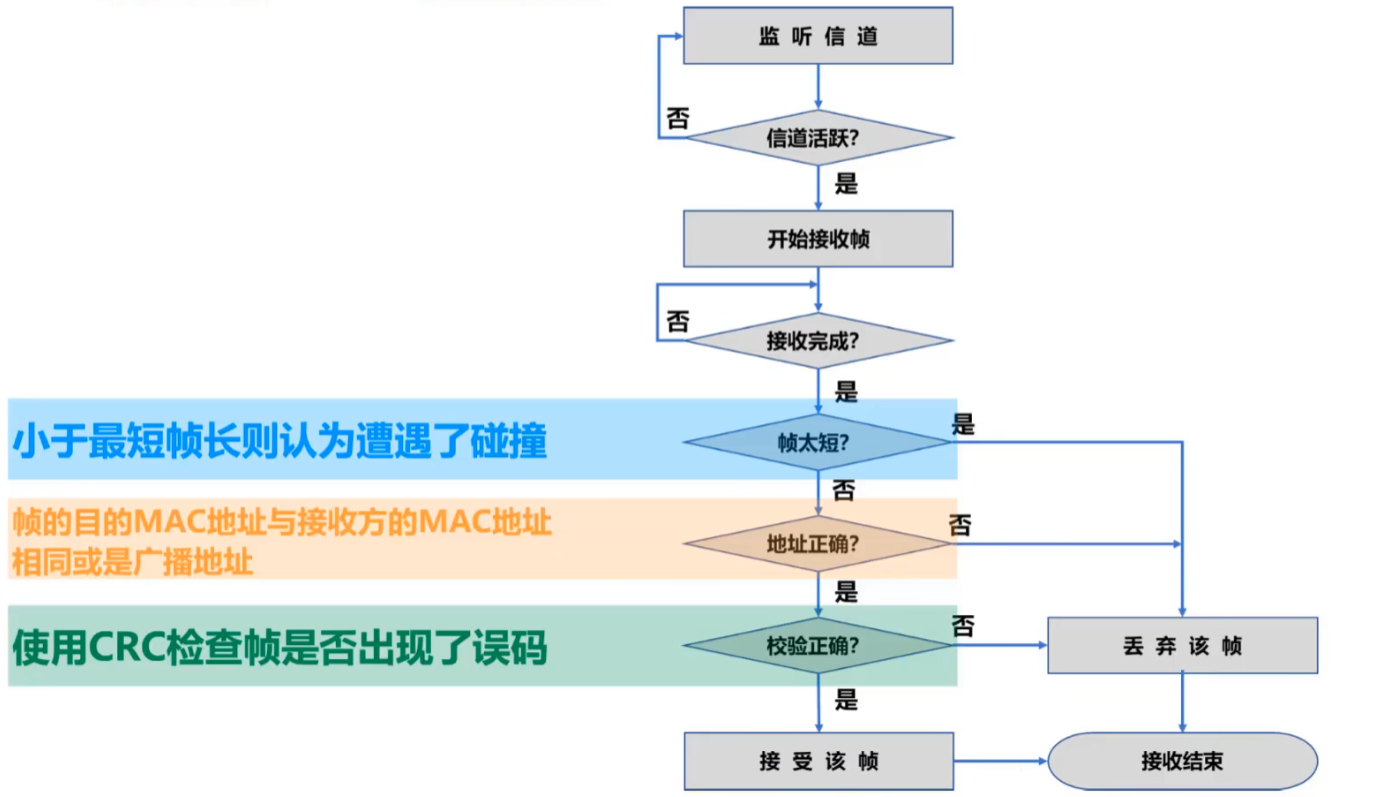 监 听 信 道
否
信道活跃?
是
开始接收帧
否
接收完成?
是
小于最短帧长则认为遭遇了碰撞
帧太短?
是
否
帧的目的MAC地址与接收方的MAC地址
相同或是广播地址
地址正确?
否
是
使用CRC检查帧是否出现了误码
校验正确?
否
丢 弃 该 帧
是
接 受 该 帧
接收结束